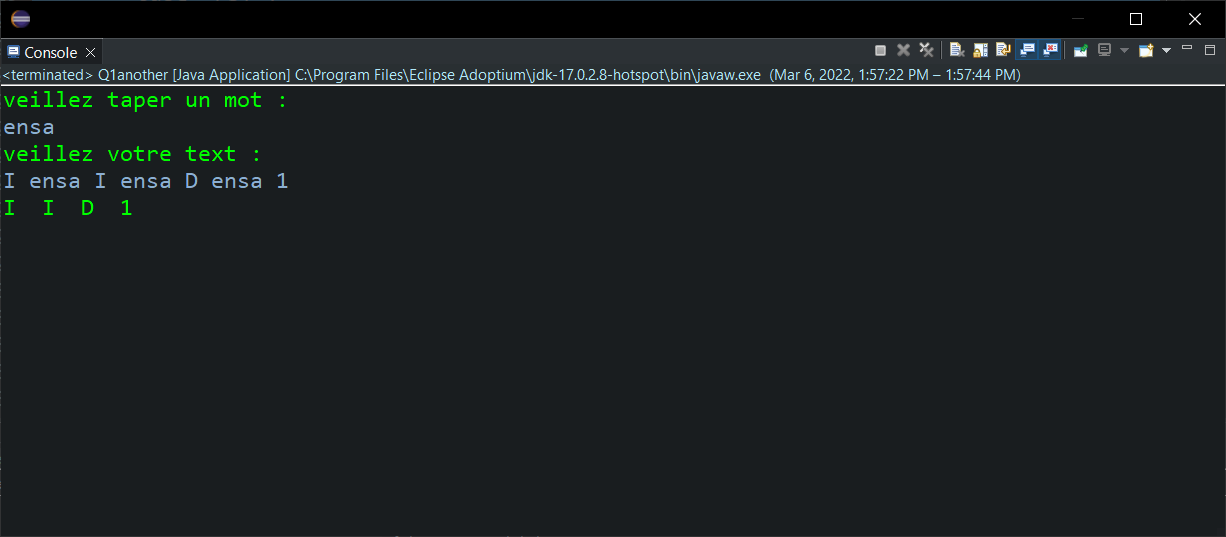 Console
<terminated> Q1another [Java Application] C:\Program Files\Eclipse Adoptium\jdk-17.0.2.8-hotspot\bin\javaw.exe  (Mar 6, 2022, 1:57:22 PM – 1:57:44 PM)
veillez taper un mot :
ensa
veillez votre text :
I ensa I ensa D ensa 1
I  I  D  1